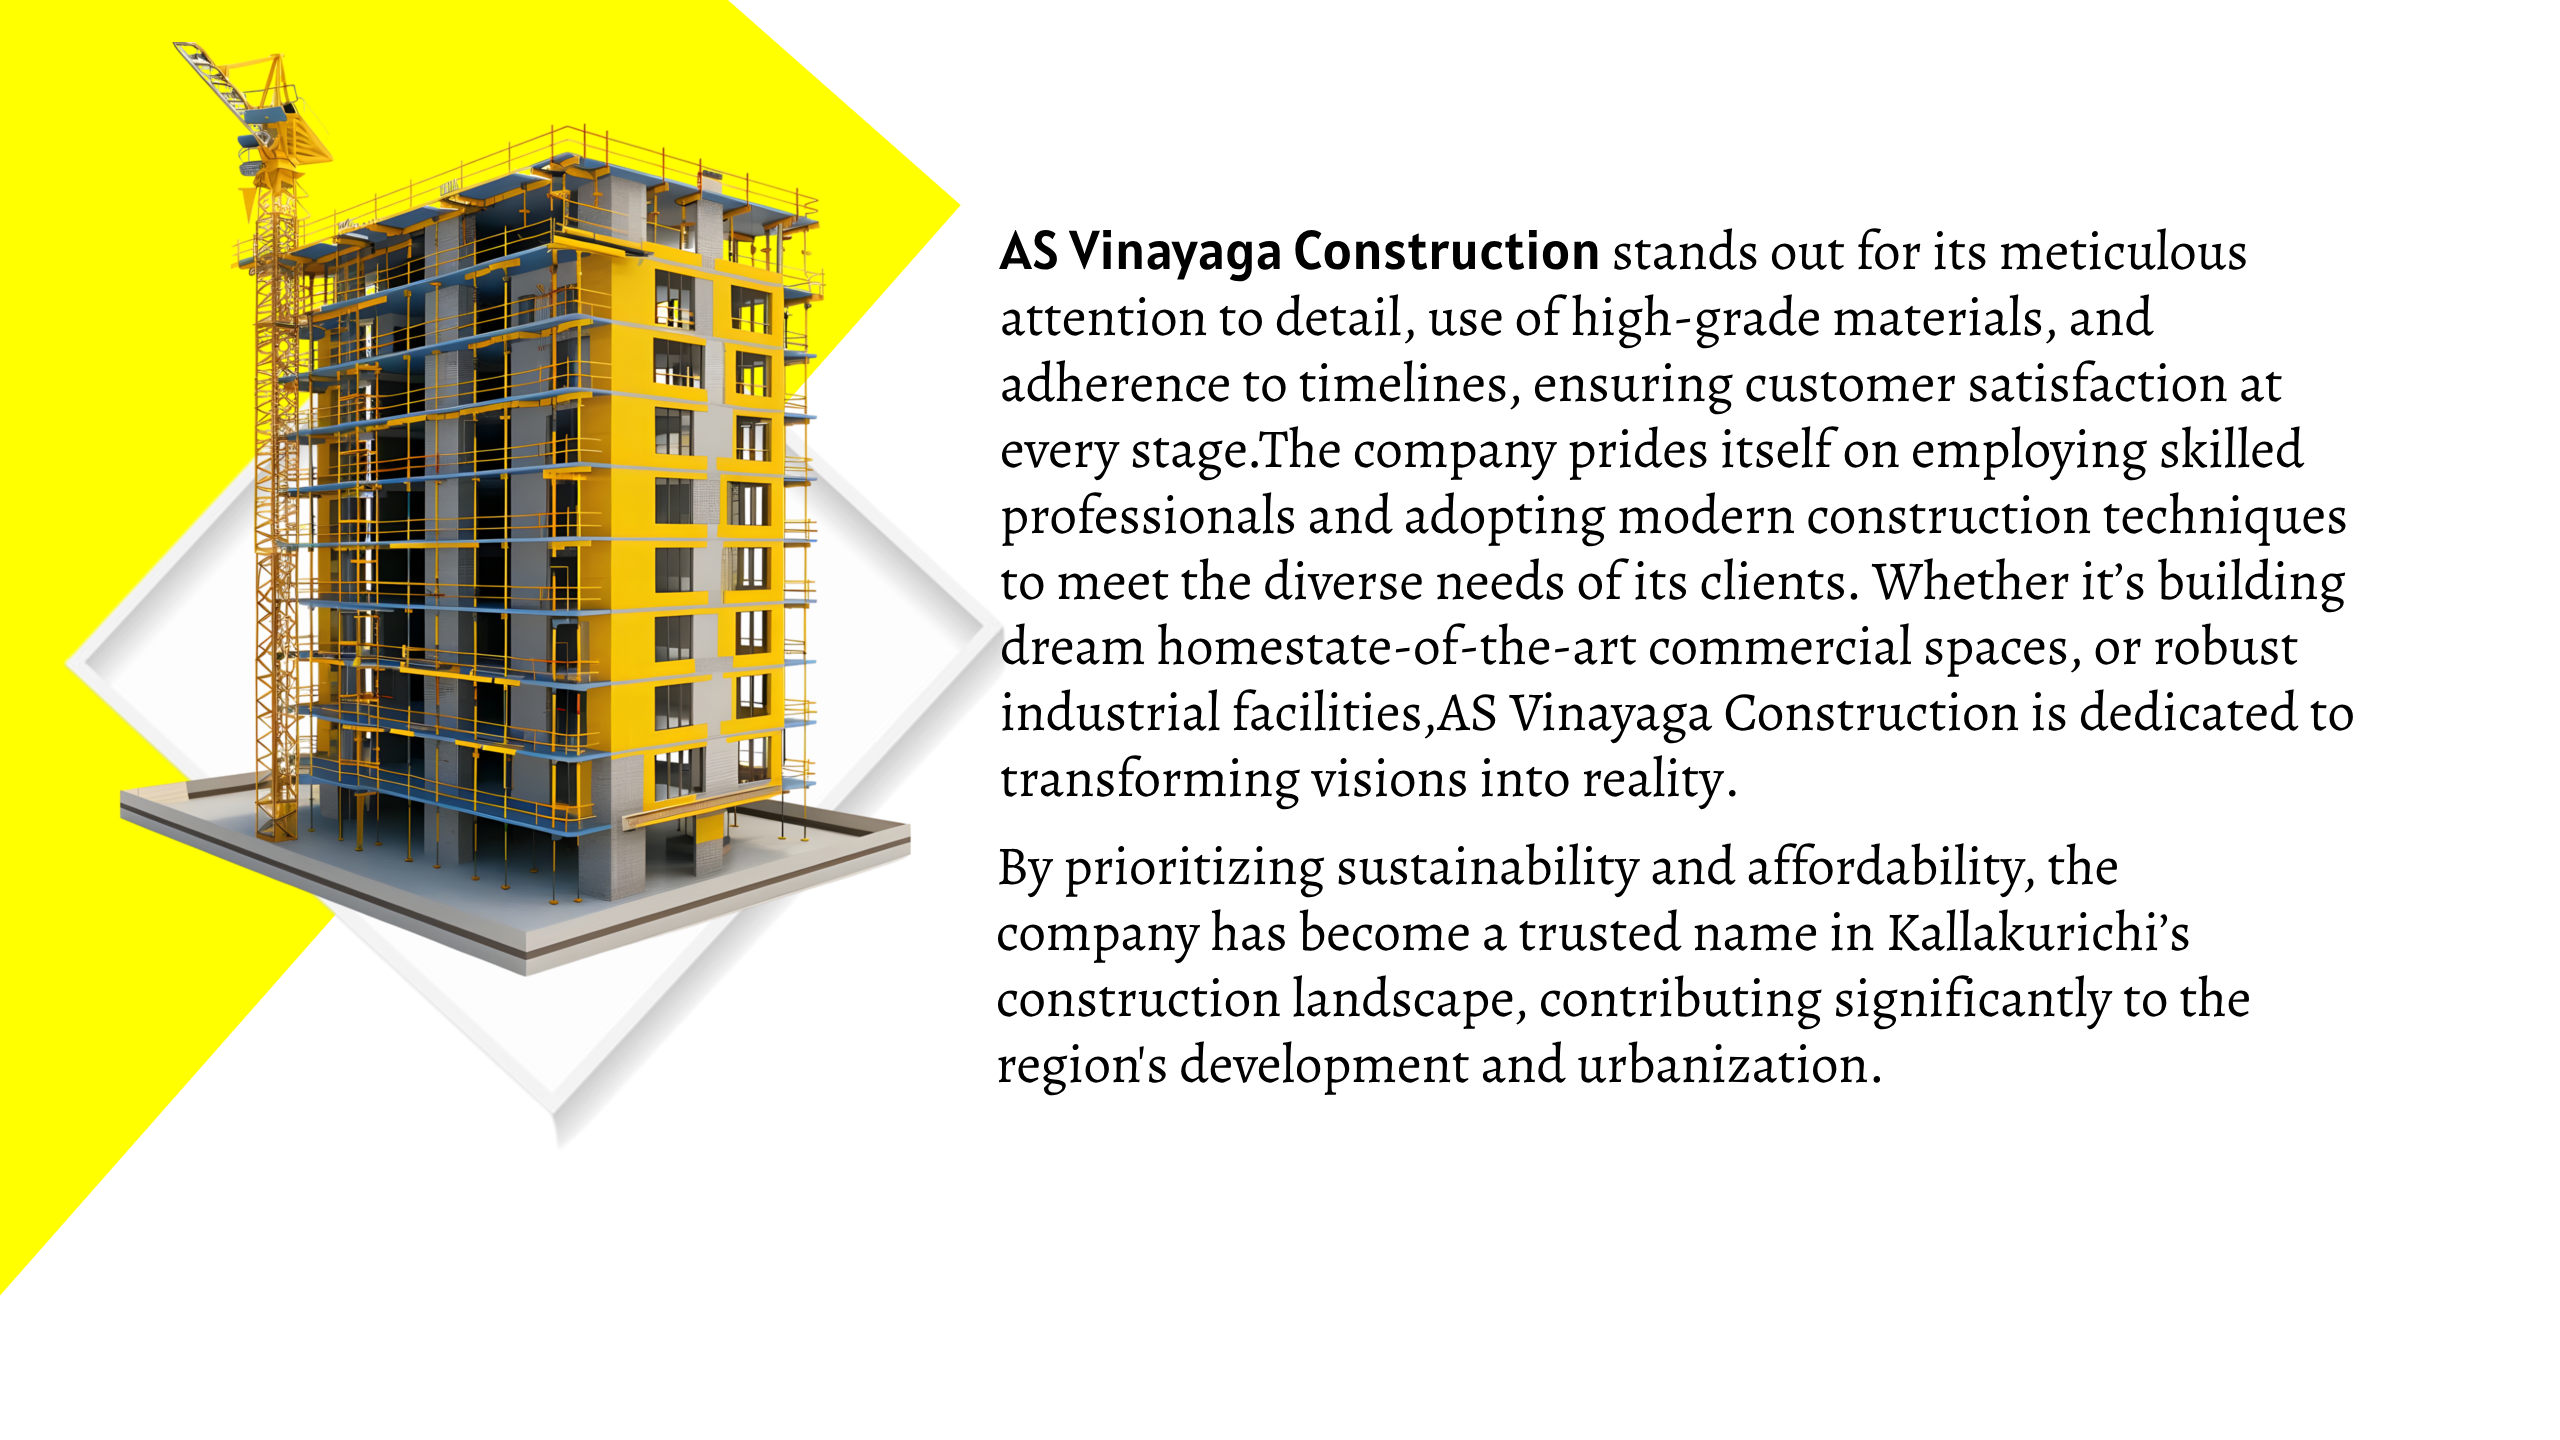 AS Vinayaga Construction stands out for its meticulous
attention to detail, use of high-grade materials, and
adherence to timelines, ensuring customer satisfaction at
every stage.The company prides itself on employing skilled
professionals and adopting modern construction techniques
to meet the diverse needs of its clients. Whether it’s building
dream homestate-of-the-art commercial spaces, or robust
industrial facilities,AS Vinayaga Construction is dedicated to
transforming visions into reality.
By prioritizing sustainability and affordability, the
company has become a trusted name in Kallakurichi’s
construction landscape, contributing significantly to the
region's development and urbanization.